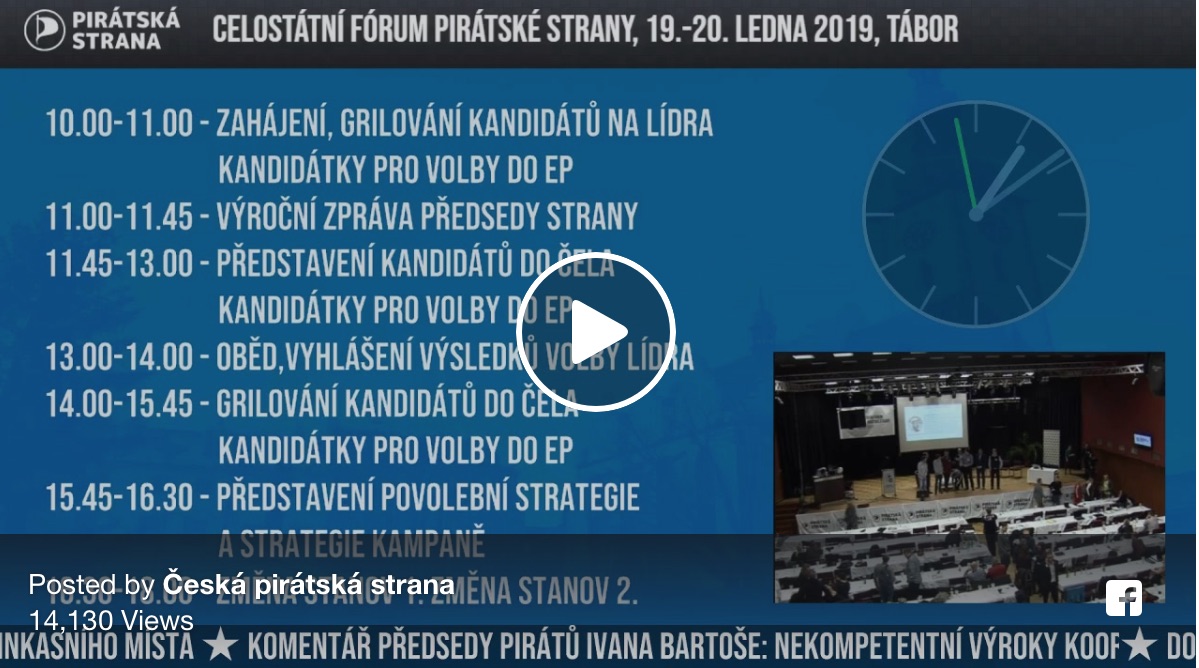 PIRÁTSKÁ
STRANA
CELOSTÁTNÍ FÓRUM PIRÁTSKÉ STRANY, 19.-20. LEDNA 2019, TÁBOR
10.00-11.00 - ZAHÁJENÍ, GRILOVÁNÍ KANDIDÁTŮ NA LÍDRA
KANDIDÁTKY PRO VOLBY DO EP
11.00-11.45 - VÝROČNÍ ZPRÁVA PŘEDSEDY STRANY
11.45-13.00 - PŘEDSTAVENÍ KANDIDÁTŮ DO ČELA
KANDIDÁTKY PRO VOLBY DO EP
13.00-14.00 - OBĚD,VYHLÁŠENÍ VÝSLEDKŮ VOLBY LÍDRA
14.00-15.45 - GRILOVÁNÍ KANDIDÁTŮ DO ČELA
KANDIDÁTKY PRO VOLBY DO EP
15.45-16.30 - PŘEDSTAVENÍ POVOLEBNÍ STRATEGIE
A STRATEGIE KAMPANĚ
ZMĚNA STANOV 1. ZMĚNA STANOV 2.
Posted by Česká pirátská strana
14,130 Views
INKASNÍHO MÍSTA ★ KOMENTÁŘ PŘEDSEDY PIRÁTŮ IVANA BARTOŠE: NEKOMPETENTNÍ VÝROKY KOOR ★ DO